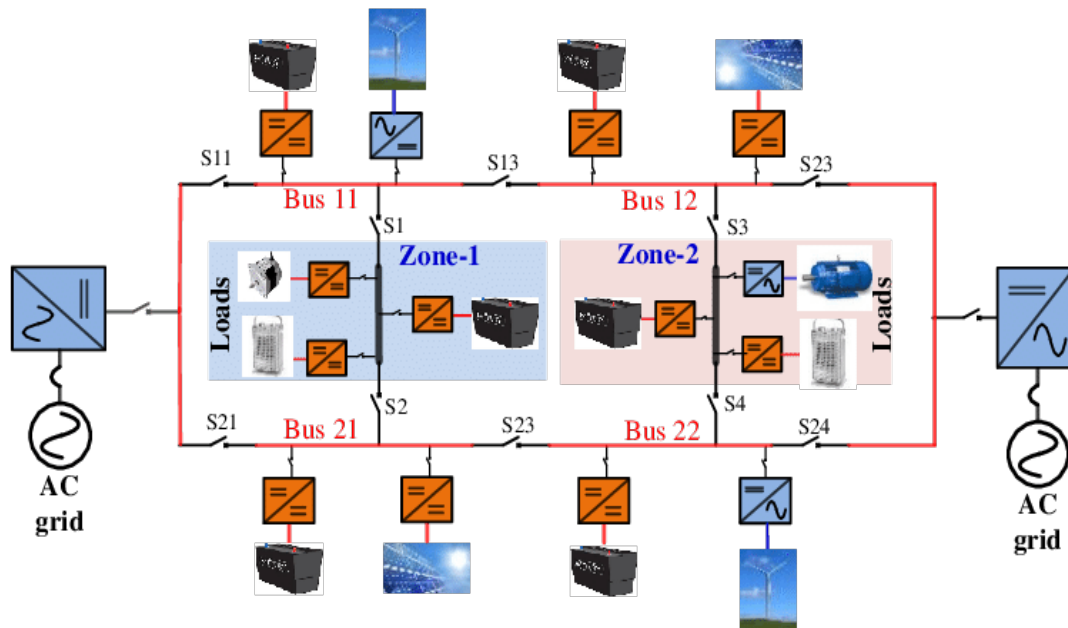 S11
S13
S23
Bus 11
Bus 12
S1
S3
Zone-1
Zone-2
Loads
Loads
S2
S4
S21
Bus 21
S23
Bus 22
S24
AC
grid
AC
grid